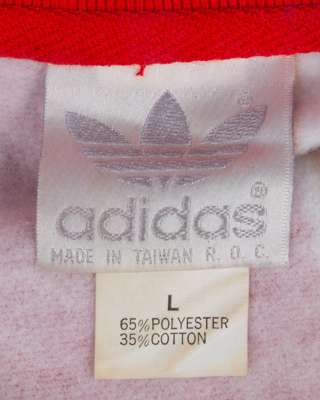 ®
adidas®
MADE IN TAIWAN R. O. C.
L
65% POLYESTER
35% COTTON